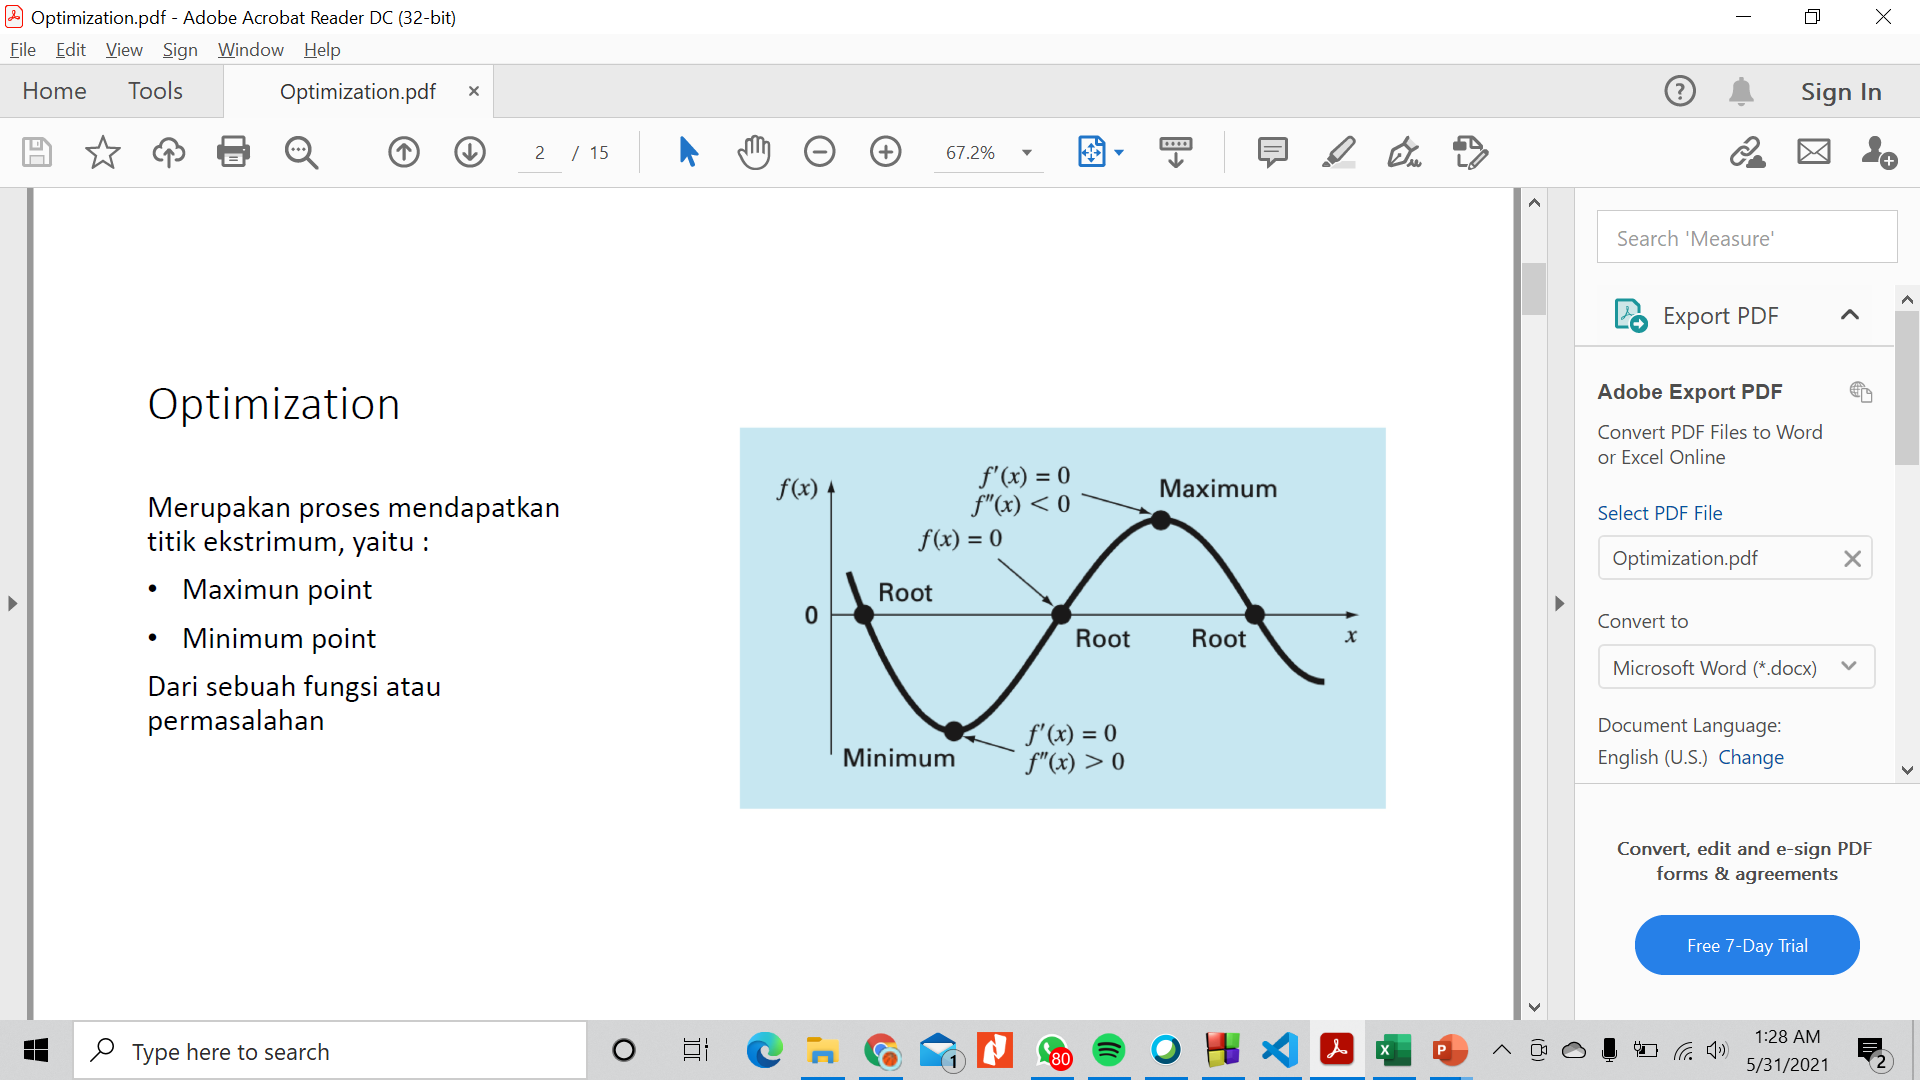 Optimization.pdf - Adobe Acrobat Reader DC (32-bit)
File Edit View Sign Window Help
Home Tools Optimization.pdf Sign In
2 / 15 67.2%
Optimization
Merupakan proses mendapatkan
titik ekstrimum, yaitu :
• Maximun point
• Minimum point
Dari sebuah fungsi atau
permasalahan
f(x)
f′(x) = 0
f″(x) < 0
Maximum
f(x) = 0
Root
0
Root
Root
x
Minimum
f′(x) = 0
f″(x) > 0
Search 'Measure'
Export PDF
Adobe Export PDF
Convert PDF Files to Word
or Excel Online
Select PDF File
Optimization.pdf
Convert to
Microsoft Word (*.docx)
Document Language:
English (U.S.) Change
Convert, edit and e-sign PDF
forms & agreements
Free 7-Day Trial
Type here to search
1
80
1:28 AM
5/31/2021
2